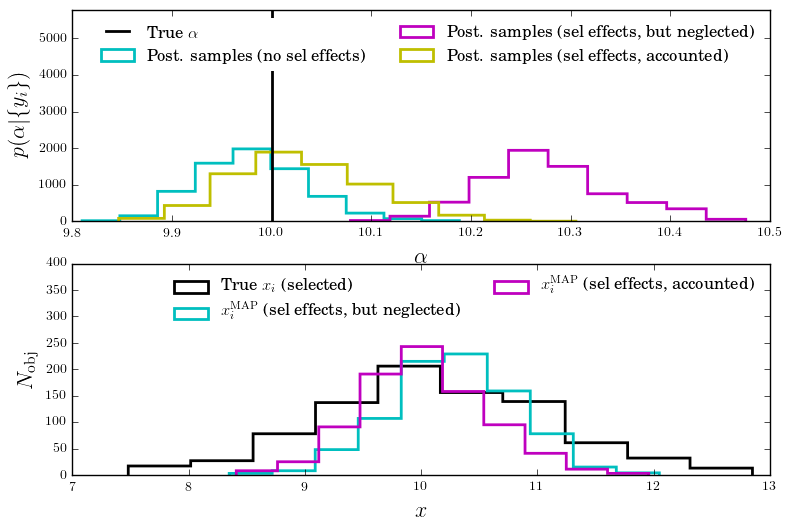 True α
Post. samples (no sel effects)
Post. samples (sel effects, but neglected)
Post. samples (sel effects, accounted)
p(α|{y_i})
5000
4000
3000
2000
1000
0
9.8 9.9 10.0 10.1 10.2 10.3 10.4 10.5
α
True x_i (selected)
x_i^MAP (sel effects, but neglected)
x_i^MAP (sel effects, accounted)
N_obj
400
350
300
250
200
150
100
50
0
7 8 9 10 11 12 13
x